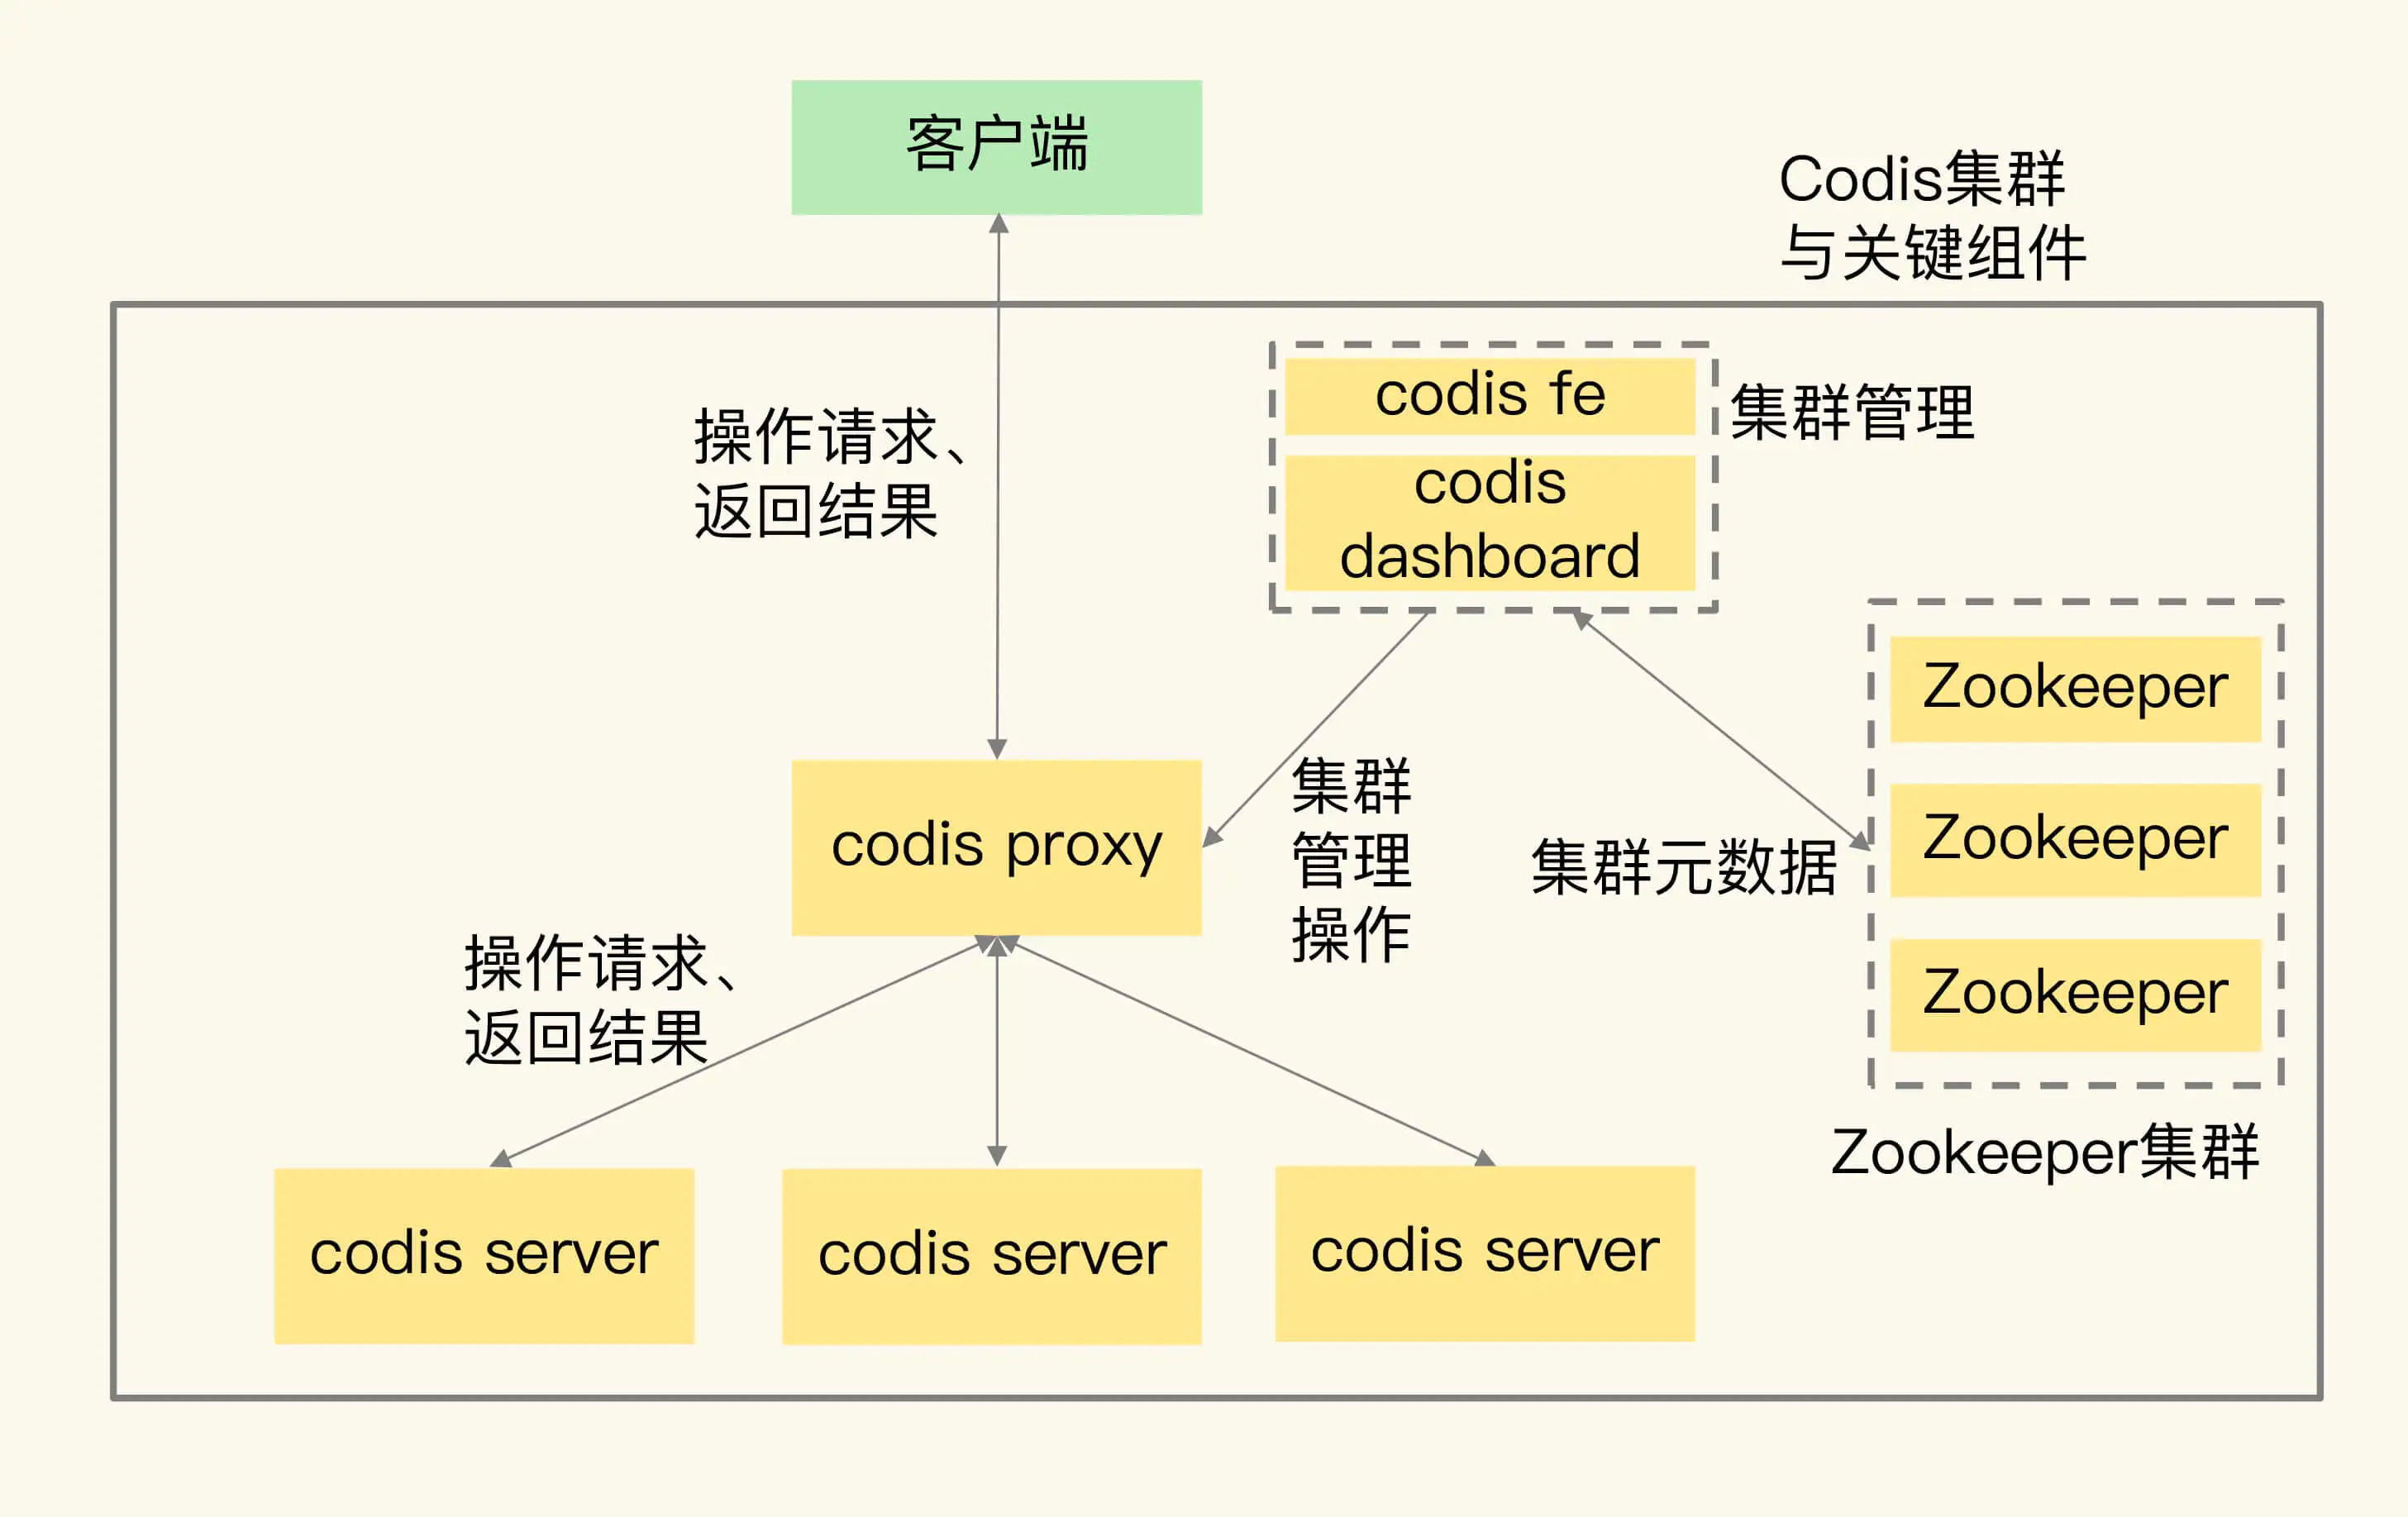 客户端
Codis集群
与关键组件
codis fe
集群管理
操作请求、
返回结果
codis
dashboard
Zookeeper
集群
管理
操作
codis proxy
Zookeeper
集群元数据
操作请求、
返回结果
Zookeeper
Zookeeper集群
codis server
codis server
codis server